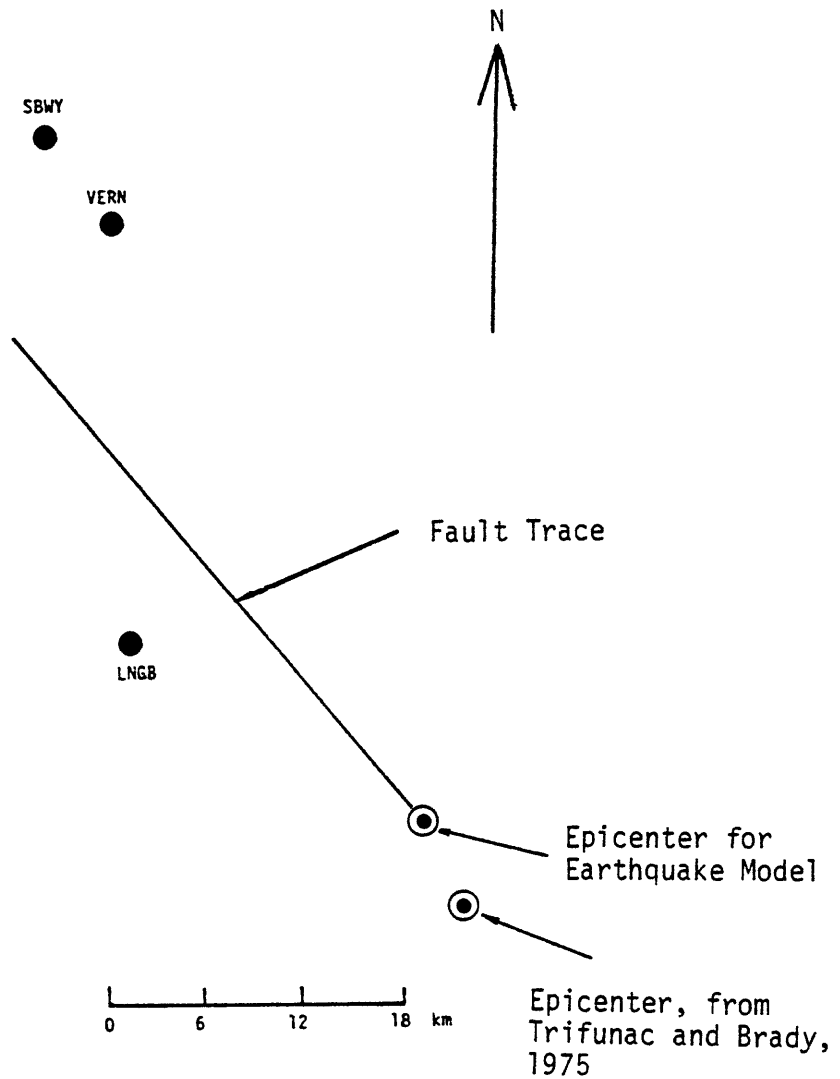 N
SBWY
VERN
Fault Trace
LNGB
Epicenter for
Earthquake Model
0 6 12 18 km
Epicenter, from
Trifunac and Brady,
1975